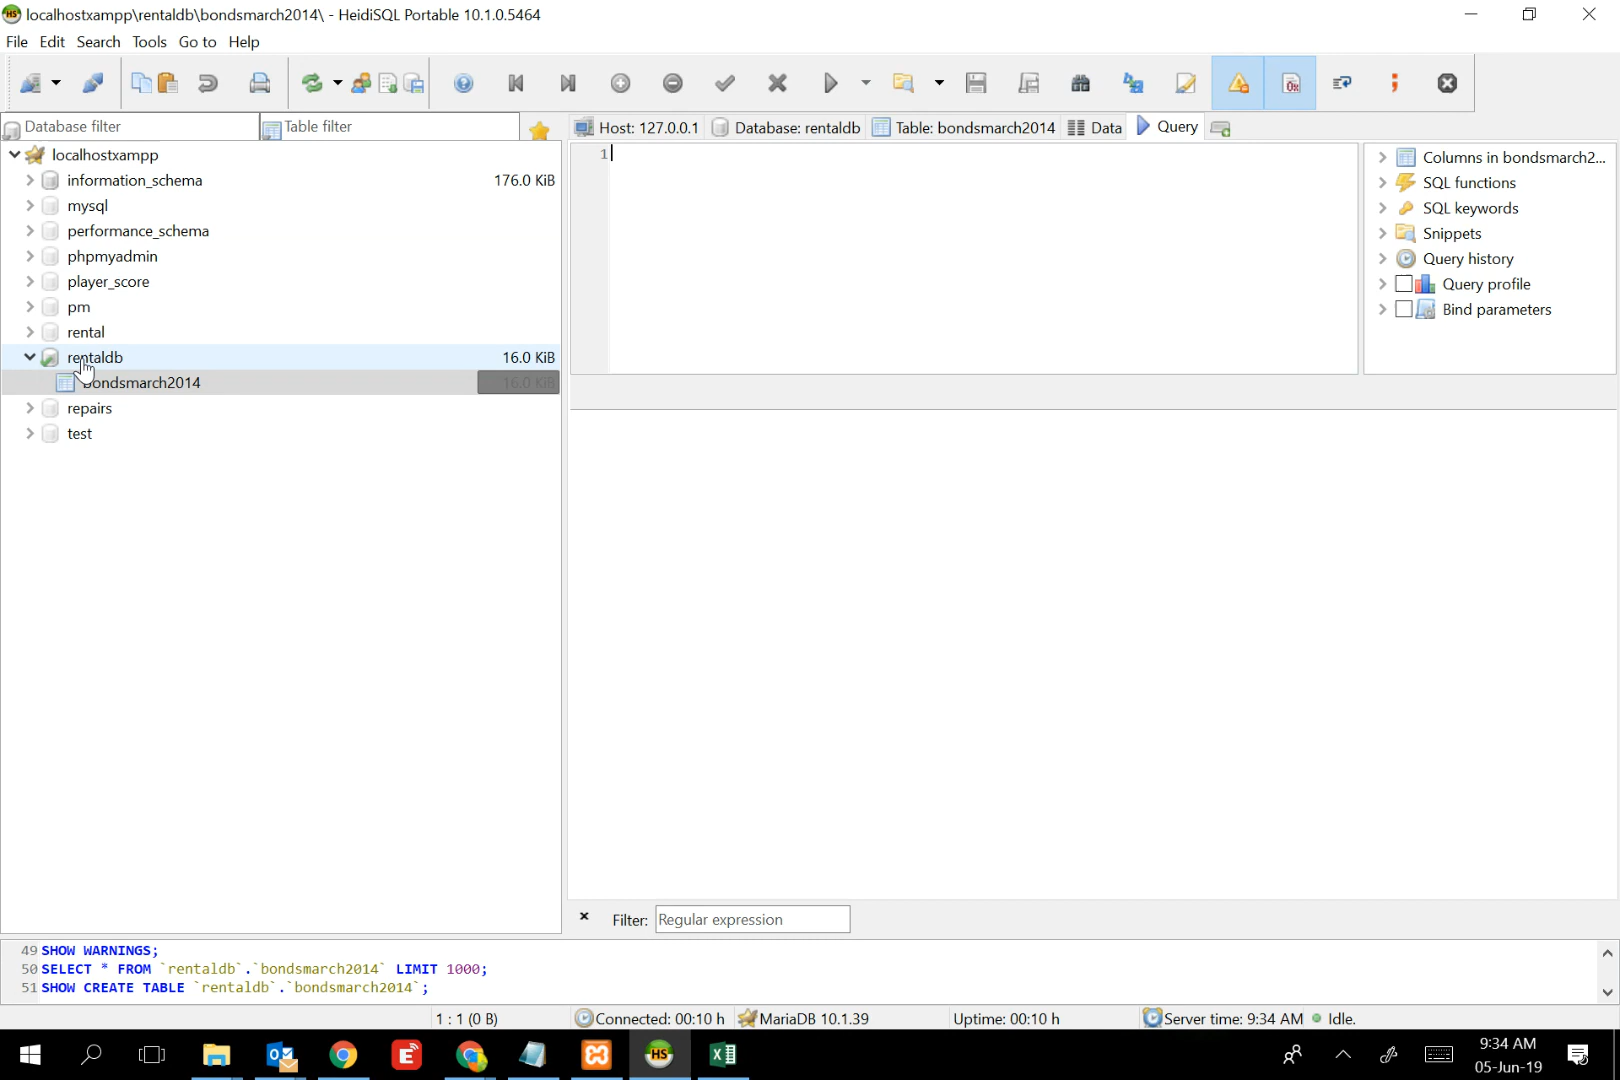 localhostxampp\rentaldb\bondsmarch2014\ - HeidiSQL Portable 10.1.0.5464
File Edit Search Tools Go to Help
Database filter Table filter
Host: 127.0.0.1 Database: rentaldb Table: bondsmarch2014 Data Query
localhostxampp
information_schema 176.0 KiB
mysql
performance_schema
phpmyadmin
player_score
pm
rental
rentaldb 16.0 KiB
bondsmarch2014 16.0 KiB
repairs
test
1
Columns in bondsmarch2...
SQL functions
SQL keywords
Snippets
Query history
Query profile
Bind parameters
Filter: Regular expression
49 SHOW WARNINGS;
50 SELECT * FROM `rentaldb`.`bondsmarch2014` LIMIT 1000;
51 SHOW CREATE TABLE `rentaldb`.`bondsmarch2014`;
1 : 1 (0 B) Connected: 00:10 h MariaDB 10.1.39 Uptime: 00:10 h Server time: 9:34 AM Idle.
9:34 AM
05-Jun-19